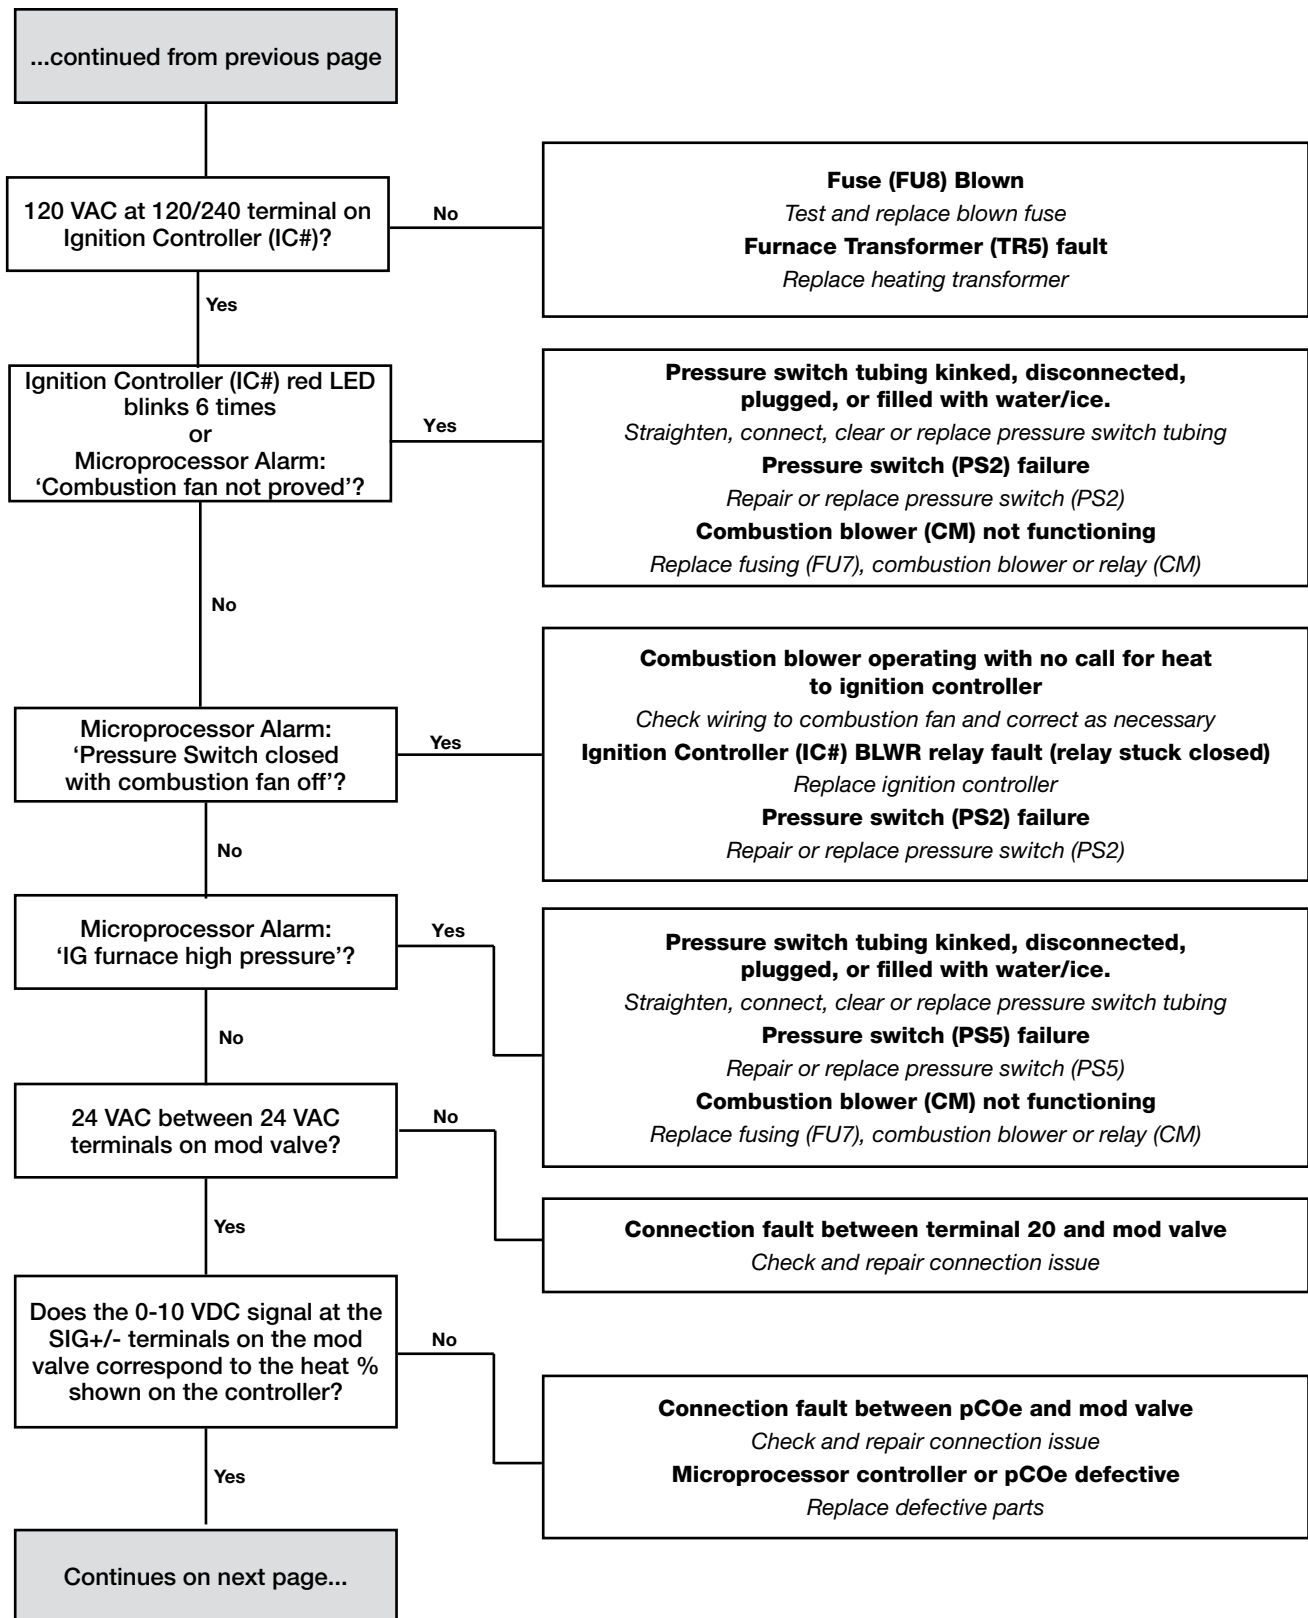 ...continued from previous page
120 VAC at 120/240 terminal on
Ignition Controller (IC#)?
No
Fuse (FU8) Blown
Test and replace blown fuse
Furnace Transformer (TR5) fault
Replace heating transformer
Yes
Ignition Controller (IC#) red LED
blinks 6 times
or
Microprocessor Alarm:
‘Combustion fan not proved’?
Yes
Pressure switch tubing kinked, disconnected,
plugged, or filled with water/ice.
Straighten, connect, clear or replace pressure switch tubing
Pressure switch (PS2) failure
Repair or replace pressure switch (PS2)
Combustion blower (CM) not functioning
Replace fusing (FU7), combustion blower or relay (CM)
No
Microprocessor Alarm:
‘Pressure Switch closed
with combustion fan off’?
Yes
Combustion blower operating with no call for heat
to ignition controller
Check wiring to combustion fan and correct as necessary
Ignition Controller (IC#) BLWR relay fault (relay stuck closed)
Replace ignition controller
Pressure switch (PS2) failure
Repair or replace pressure switch (PS2)
No
Microprocessor Alarm:
‘IG furnace high pressure’?
Yes
Pressure switch tubing kinked, disconnected,
plugged, or filled with water/ice.
Straighten, connect, clear or replace pressure switch tubing
Pressure switch (PS5) failure
Repair or replace pressure switch (PS5)
Combustion blower (CM) not functioning
Replace fusing (FU7), combustion blower or relay (CM)
No
24 VAC between 24 VAC
terminals on mod valve?
No
Connection fault between terminal 20 and mod valve
Check and repair connection issue
Yes
Does the 0-10 VDC signal at the
SIG+/- terminals on the mod
valve correspond to the heat %
shown on the controller?
No
Connection fault between pCOe and mod valve
Check and repair connection issue
Microprocessor controller or pCOe defective
Replace defective parts
Yes
Continues on next page...